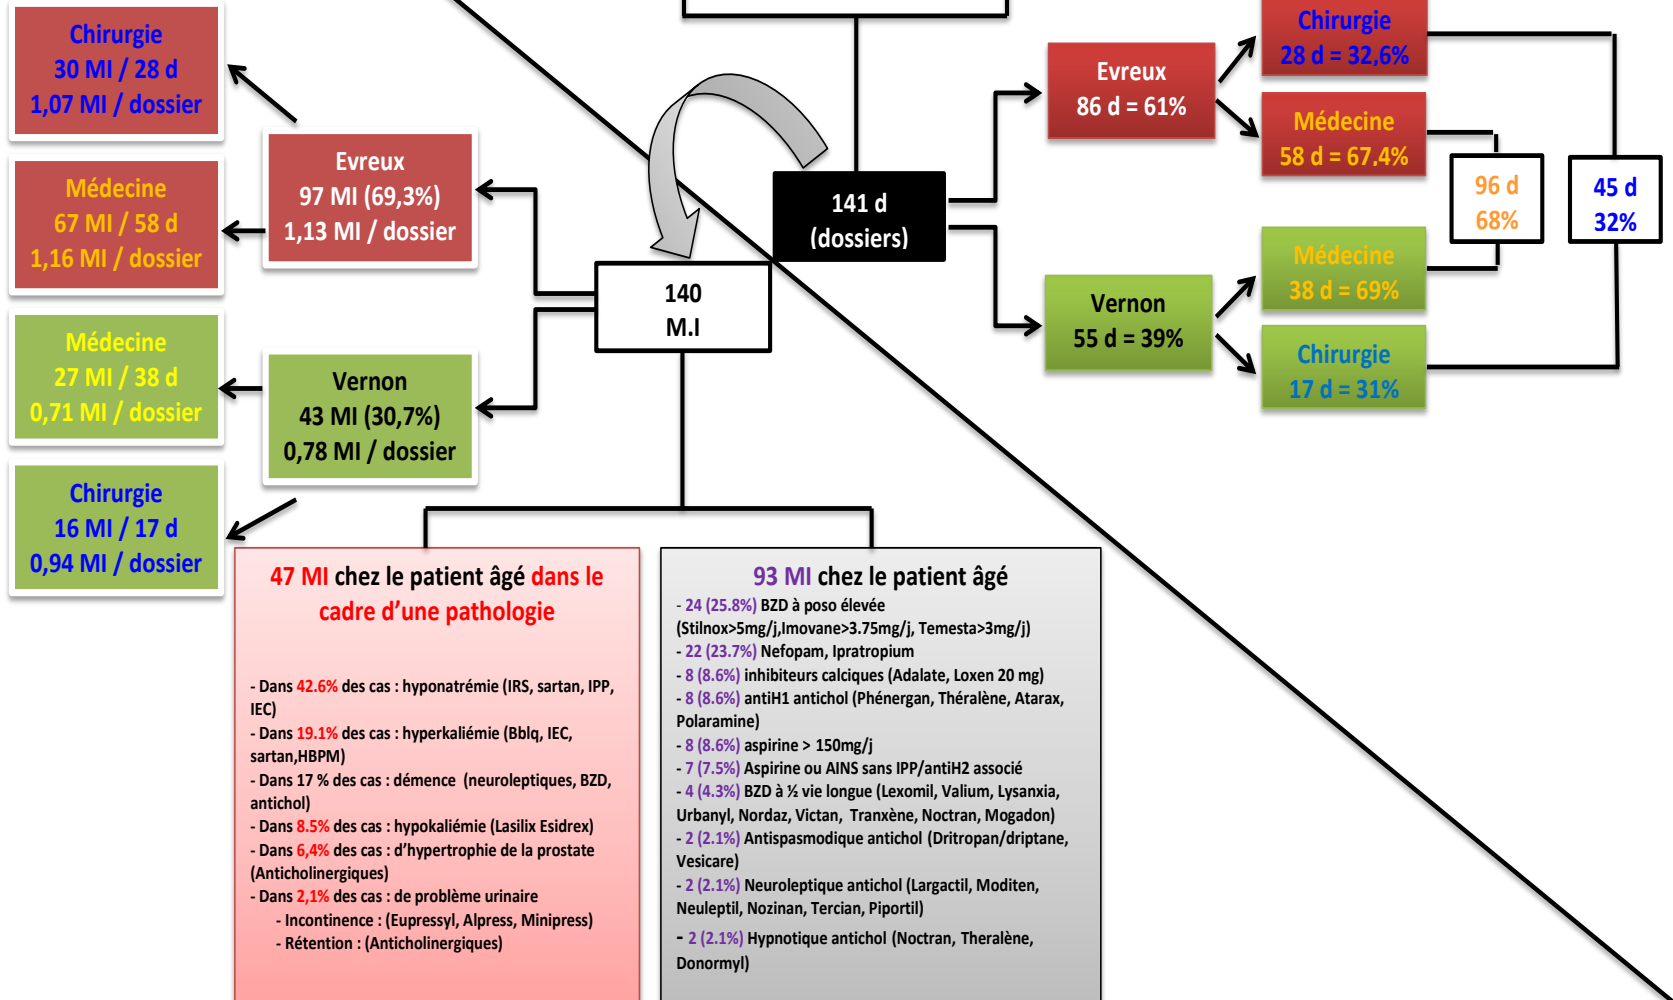 Chirurgie
30 MI / 28 d
1,07 MI / dossier
Médecine
67 MI / 58 d
1,16 MI / dossier
Médecine
27 MI / 38 d
0,71 MI / dossier
Chirurgie
16 MI / 17 d
0,94 MI / dossier
Evreux
97 MI (69,3%)
1,13 MI / dossier
Vernon
43 MI (30,7%)
0,78 MI / dossier
140
M.I
141 d
(dossiers)
Evreux
86 d = 61%
Vernon
55 d = 39%
Chirurgie
28 d = 32,6%
Médecine
58 d = 67,4%
Médecine
38 d = 69%
Chirurgie
17 d = 31%
96 d
68%
45 d
32%
47 MI chez le patient âgé dans le
cadre d’une pathologie
- Dans 42.6% des cas : hyponatrémie (IRS, sartan, IPP,
IEC)
- Dans 19.1% des cas : hyperkaliémie (Bblq, IEC,
sartan,HBPM)
- Dans 17 % des cas : démence (neuroleptiques, BZD,
antichol)
- Dans 8.5% des cas : hypokaliémie (Lasilix Esidrex)
- Dans 6,4% des cas : d’hypertrophie de la prostate
(Anticholinergiques)
- Dans 2,1% des cas : de problème urinaire
- Incontinence : (Eupressyl, Alpress, Minipress)
- Rétention : (Anticholinergiques)
93 MI chez le patient âgé
- 24 (25.8%) BZD à poso élevée
(Stilnox>5mg/j,Imovane>3.75mg/j, Temesta>3mg/j)
- 22 (23.7%) Nefopam, Ipratropium
- 8 (8.6%) inhibiteurs calciques (Adalate, Loxen 20 mg)
- 8 (8.6%) antiH1 antichol (Phénergan, Théralène, Atarax,
Polaramine)
- 8 (8.6%) aspirine > 150mg/j
- 7 (7.5%) Aspirine ou AINS sans IPP/antiH2 associé
- 4 (4.3%) BZD à ½ vie longue (Lexomil, Valium, Lysanxia,
Urbanyl, Nordaz, Victan, Tranxène, Noctran, Mogadon)
- 2 (2.1%) Antispasmodique antichol (Dritropan/driptane,
Vesicare)
- 2 (2.1%) Neuroleptique antichol (Largactil, Moditen,
Neuleptil, Nozinan, Tercian, Piportil)
- 2 (2.1%) Hypnotique antichol (Noctran, Theralène,
Donormyl)